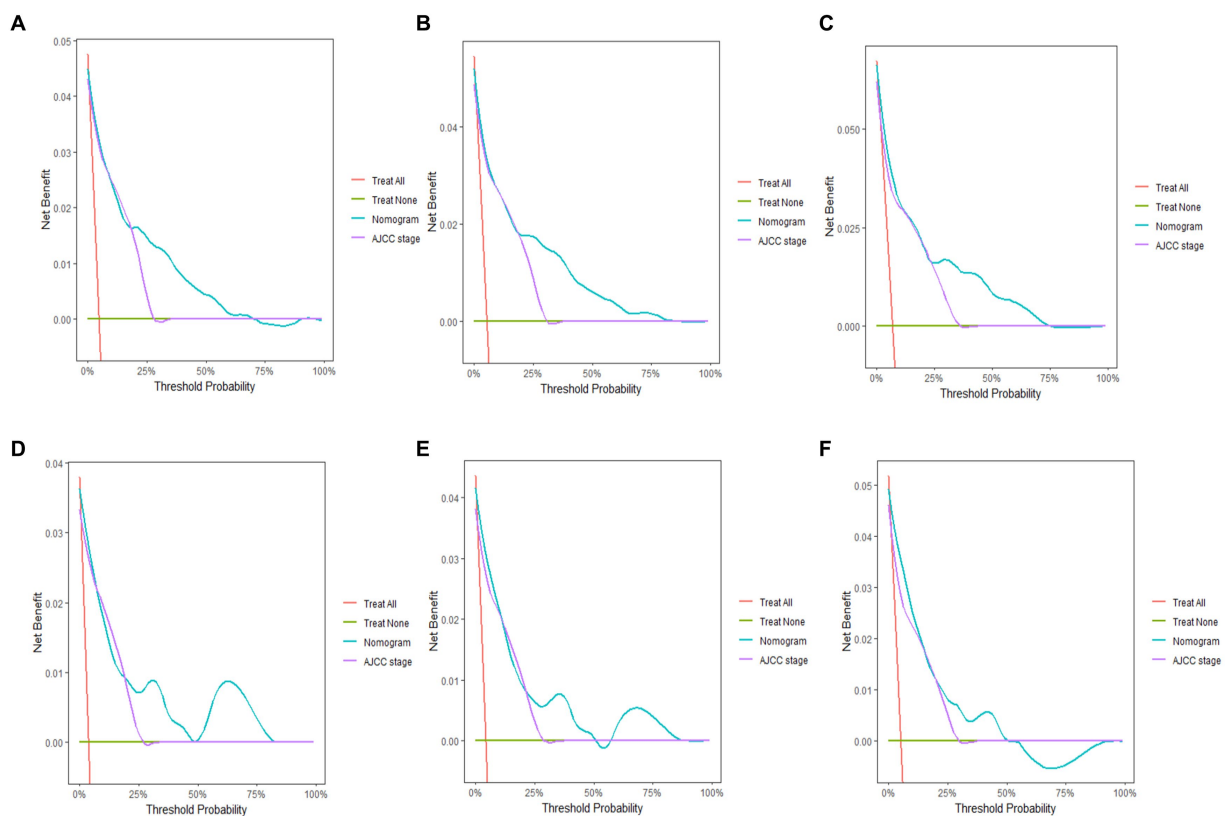 A
Net Benefit
0.05
0.04
0.03
0.02
0.01
0.00
0%
25%
50%
75%
100%
Threshold Probability
Treat All
Treat None
Nomogram
AJCC stage
B
Net Benefit
0.04
0.02
0.00
0%
25%
50%
75%
100%
Threshold Probability
Treat All
Treat None
Nomogram
AJCC stage
C
Net Benefit
0.050
0.025
0.000
0%
25%
50%
75%
100%
Threshold Probability
Treat All
Treat None
Nomogram
AJCC stage
D
Net Benefit
0.04
0.03
0.02
0.01
0.00
0%
25%
50%
75%
100%
Threshold Probability
Treat All
Treat None
Nomogram
AJCC stage
E
Net Benefit
0.04
0.03
0.02
0.01
0.00
0%
25%
50%
75%
100%
Threshold Probability
Treat All
Treat None
Nomogram
AJCC stage
F
Net Benefit
0.05
0.04
0.03
0.02
0.01
0.00
0%
25%
50%
75%
100%
Threshold Probability
Treat All
Treat None
Nomogram
AJCC stage